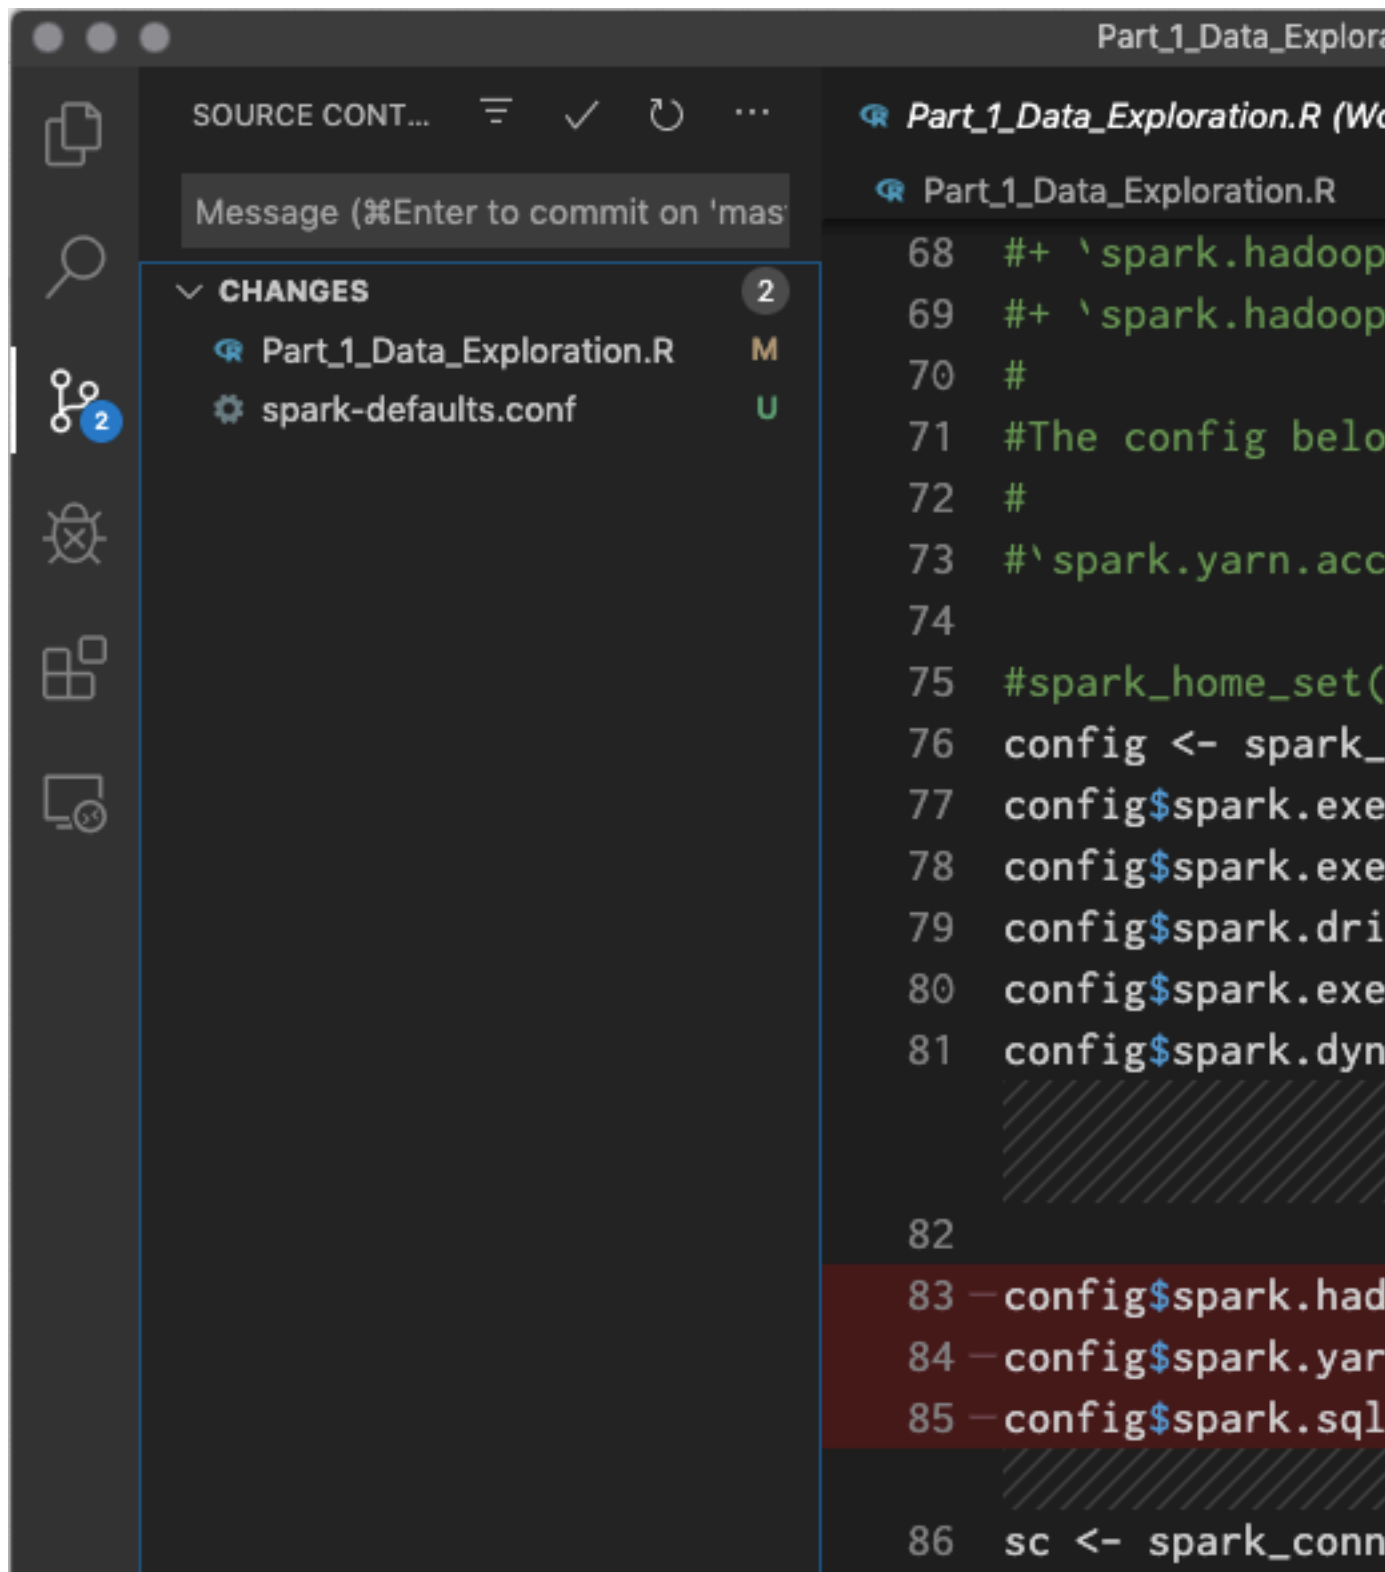 Part_1_Data_Explora
SOURCE CONT...
Message (⌘Enter to commit on 'mas
CHANGES 2
Part_1_Data_Exploration.R M
spark-defaults.conf U
2
Part_1_Data_Exploration.R (Wo
Part_1_Data_Exploration.R
68 #+ `spark.hadoop
69 #+ `spark.hadoop
70 #
71 #The config belo
72 #
73 #`spark.yarn.acc
74
75 #spark_home_set(
76 config <- spark_
77 config$spark.exe
78 config$spark.exe
79 config$spark.dri
80 config$spark.exe
81 config$spark.dyn
82
83 —config$spark.had
84 —config$spark.yar
85 —config$spark.sql
86 sc <- spark_conn